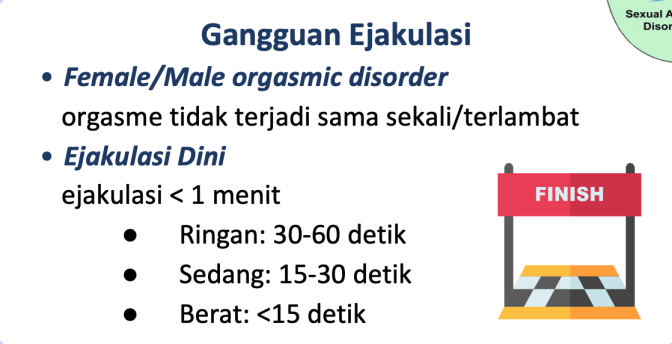 Sexual
Gangguan Ejakulasi
• Female/Male orgasmic disorder
orgasme tidak terjadi sama sekali/terlambat
• Ejakulasi Dini
ejakulasi < 1 menit
FINISH
● Ringan: 30-60 detik
● Sedang: 15-30 detik
● Berat: <15 detik